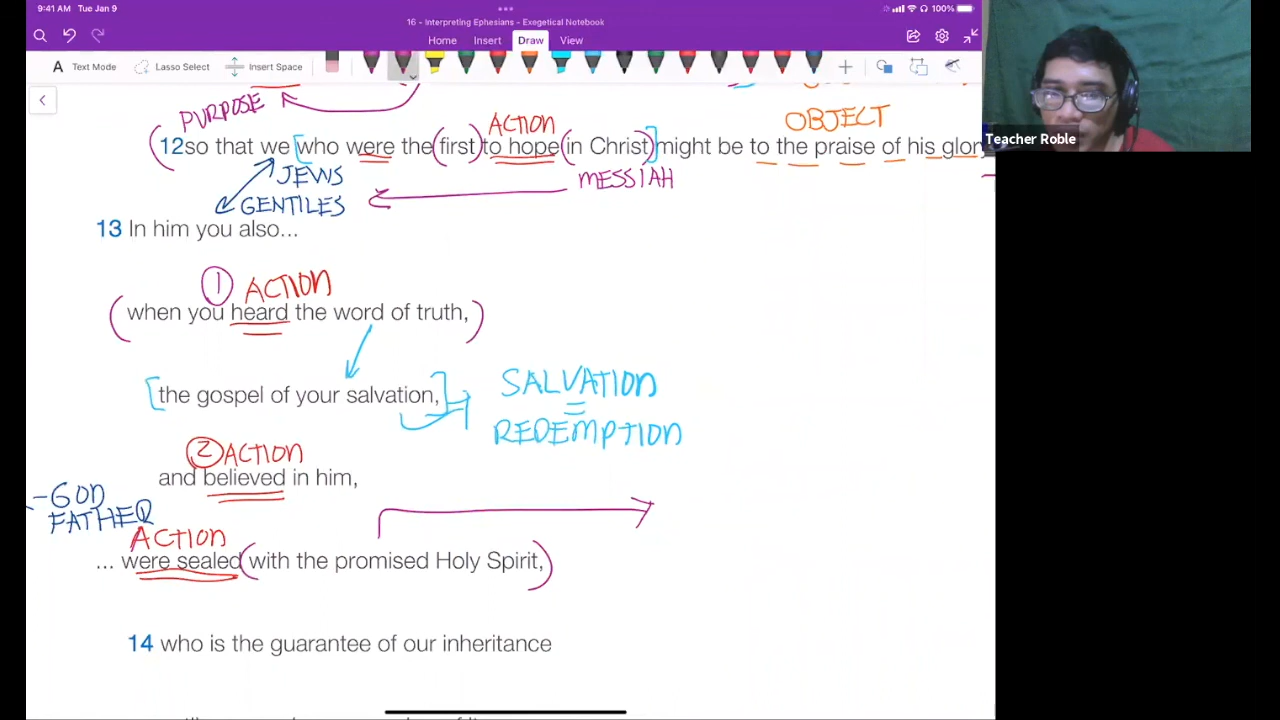 9:41 AM Tue Jan 9
100%
16 - Interpreting Ephesians - Exegetical Notebook
Home Insert Draw View
A Text Mode Lasso Select Insert Space
Teacher Roble
PURPOSE
ACTION
OBJECT
12so that we [who were the (first) to hope (in Christ)] might be to the praise of his glor
JEWS
MESSIAH
GENTILES
13 In him you also...
1 ACTION
(when you heard the word of truth,)
[the gospel of your salvation,]
SALVATION
=
REDEMPTION
2 ACTION
and believed in him,
-GOD
FATHER
ACTION
... were sealed (with the promised Holy Spirit,)
14 who is the guarantee of our inheritance